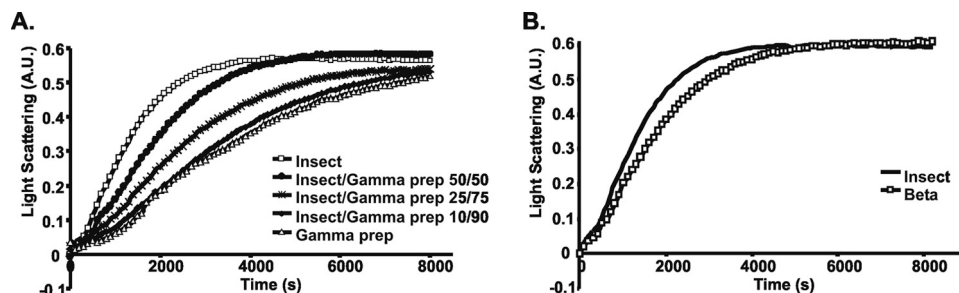 A.
0.6
0.5
0.4
0.3
0.2
0.1
0
-0.1
Light Scattering (A.U.)
0
2000
4000
6000
8000
Time (s)
Insect
Insect/Gamma prep 50/50
Insect/Gamma prep 25/75
Insect/Gamma prep 10/90
Gamma prep
B.
0.6
0.5
0.4
0.3
0.2
0.1
0
-0.1
Light Scattering (A.U.)
0
2000
4000
6000
8000
Time (s)
Insect
Beta